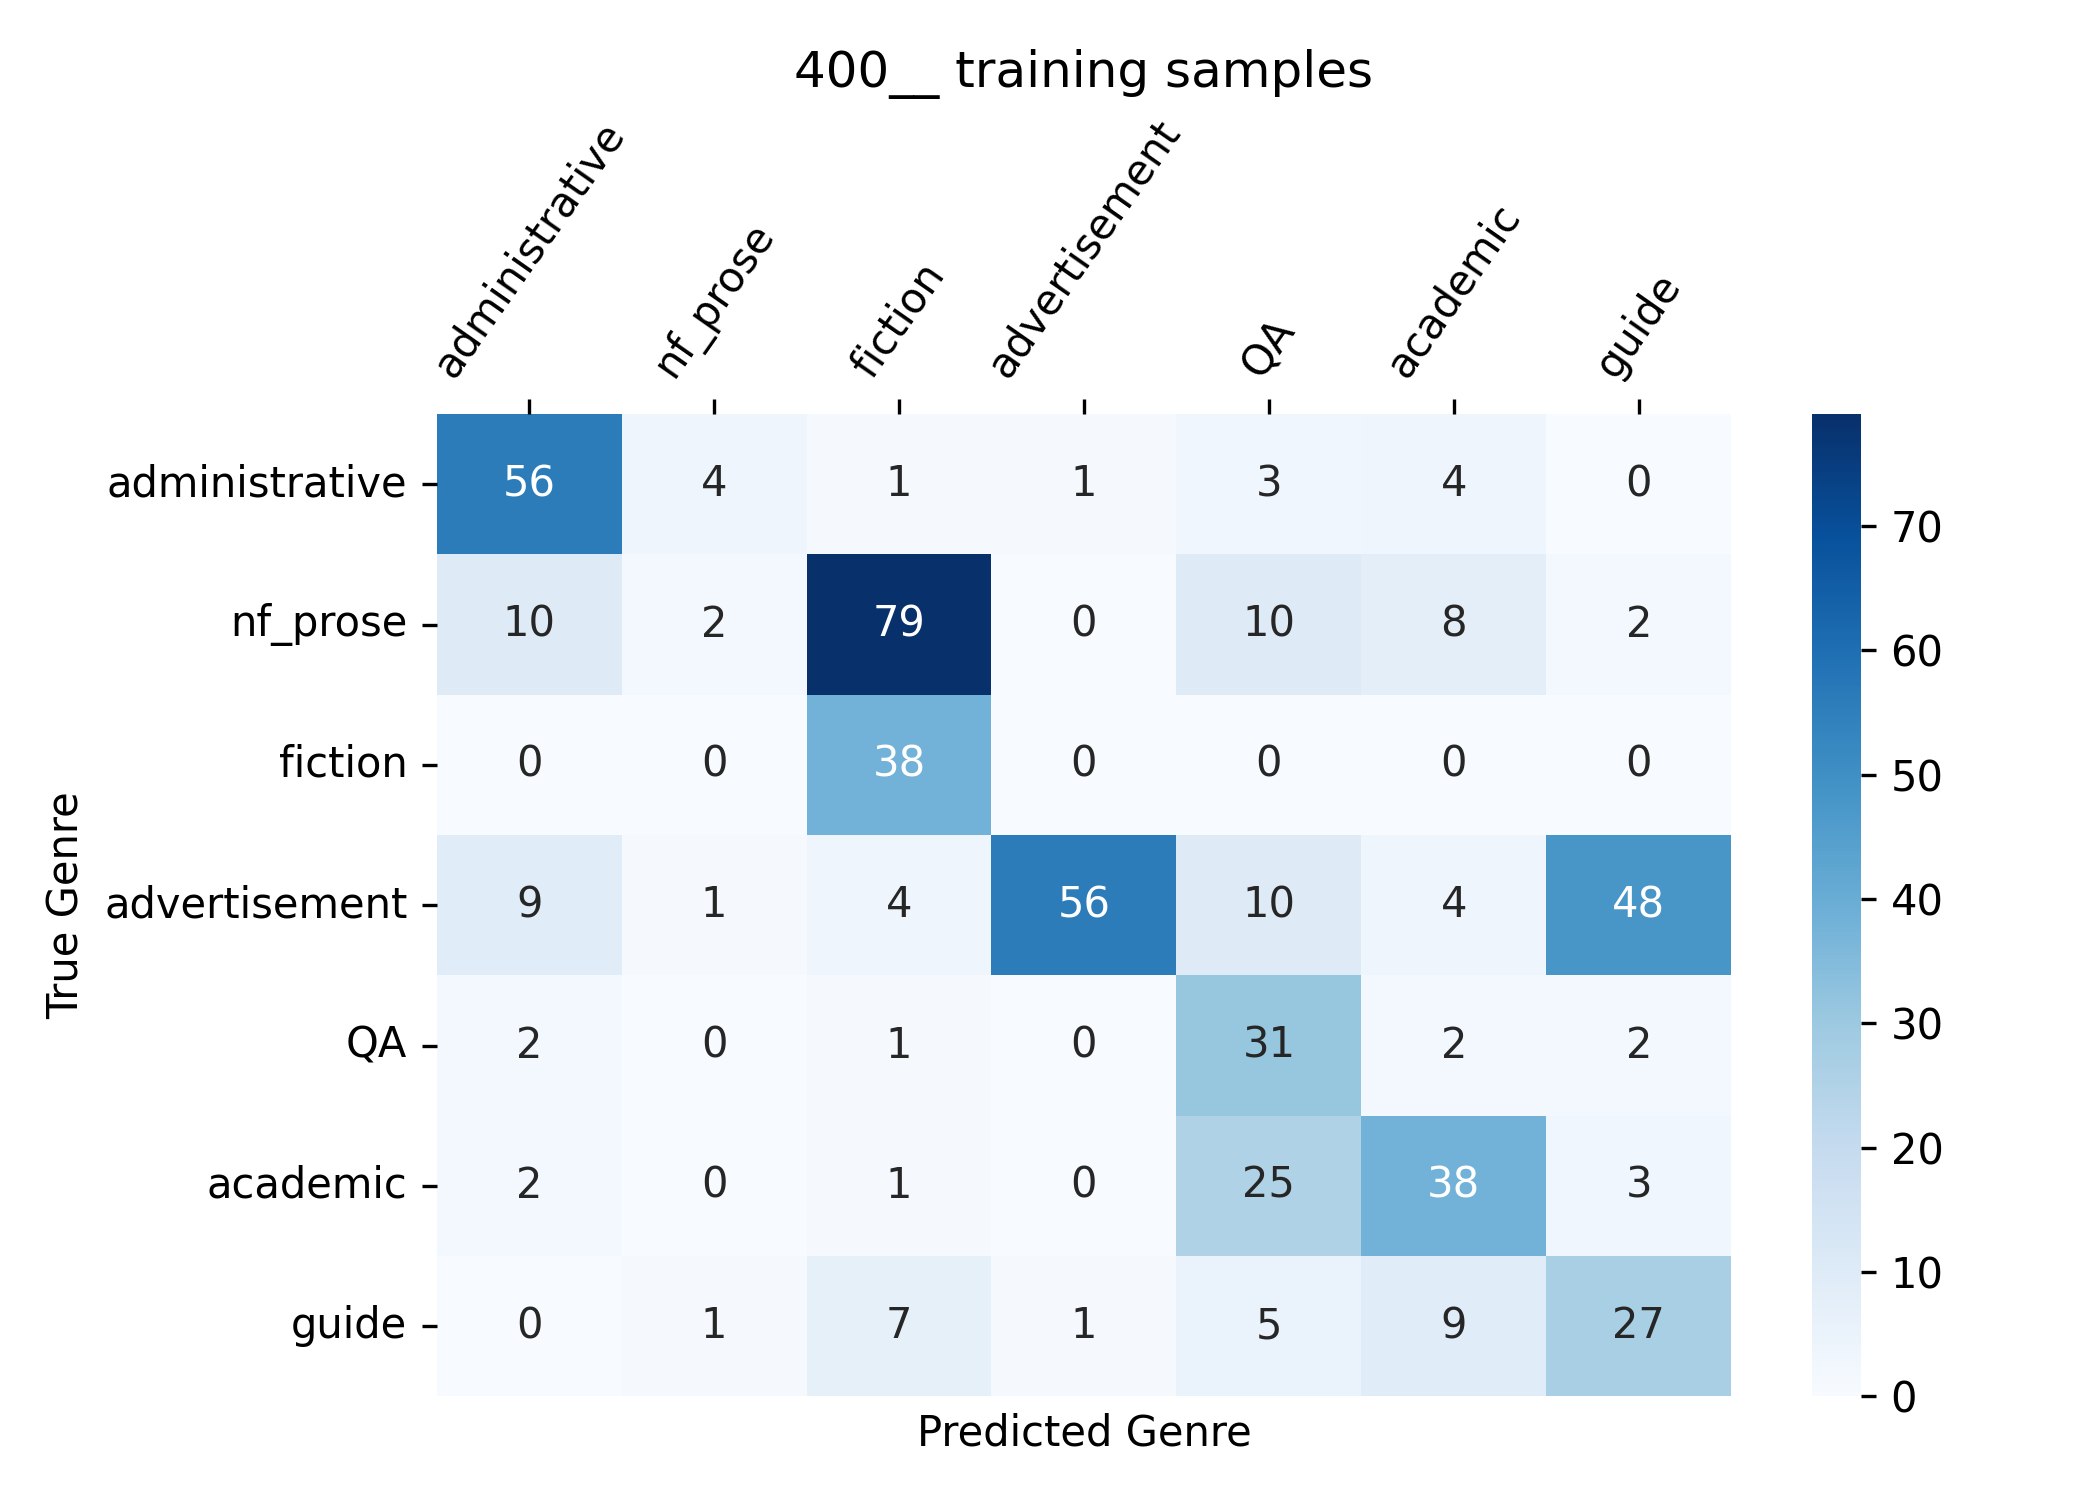 400__ training samples
administrative nf_prose fiction advertisement QA academic guide
administrative 56 4 1 1 3 4 0
nf_prose 10 2 79 0 10 8 2
fiction 0 0 38 0 0 0 0
advertisement 9 1 4 56 10 4 48
QA 2 0 1 0 31 2 2
academic 2 0 1 0 25 38 3
guide 0 1 7 1 5 9 27
True Genre
Predicted Genre
70
60
50
40
30
20
10
0